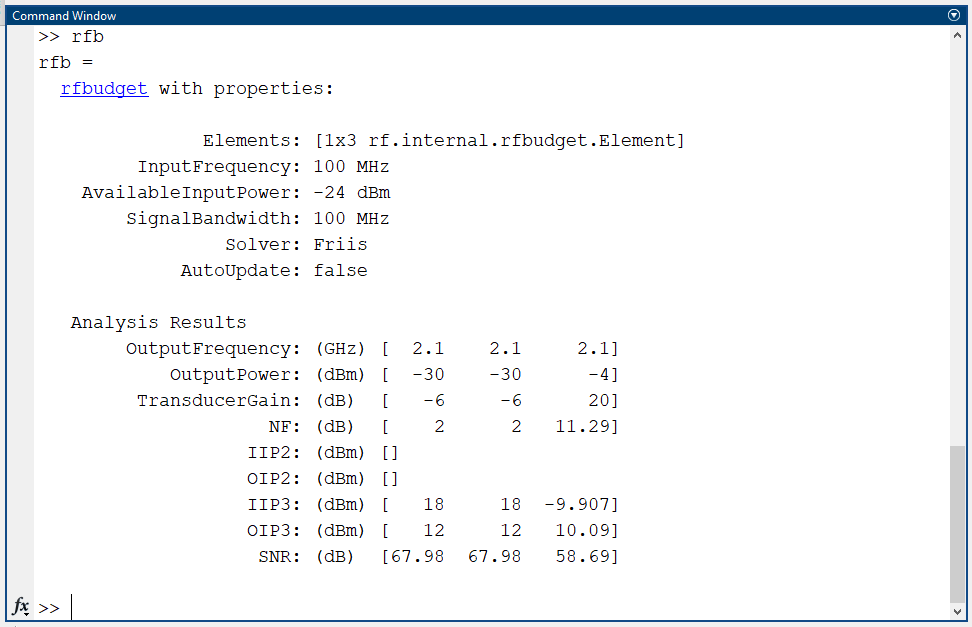 Command Window
>> rfb
rfb =
rfbudget with properties:
Elements: [1x3 rf.internal.rfbudget.Element]
InputFrequency: 100 MHz
AvailableInputPower: -24 dBm
SignalBandwidth: 100 MHz
Solver: Friis
AutoUpdate: false
Analysis Results
OutputFrequency: (GHz) [ 2.1 2.1 2.1]
OutputPower: (dBm) [ -30 -30 -4]
TransducerGain: (dB) [ -6 -6 20]
NF: (dB) [ 2 2 11.29]
IIP2: (dBm) []
OIP2: (dBm) []
IIP3: (dBm) [ 18 18 -9.907]
OIP3: (dBm) [ 12 12 10.09]
SNR: (dB) [67.98 67.98 58.69]
fx >>